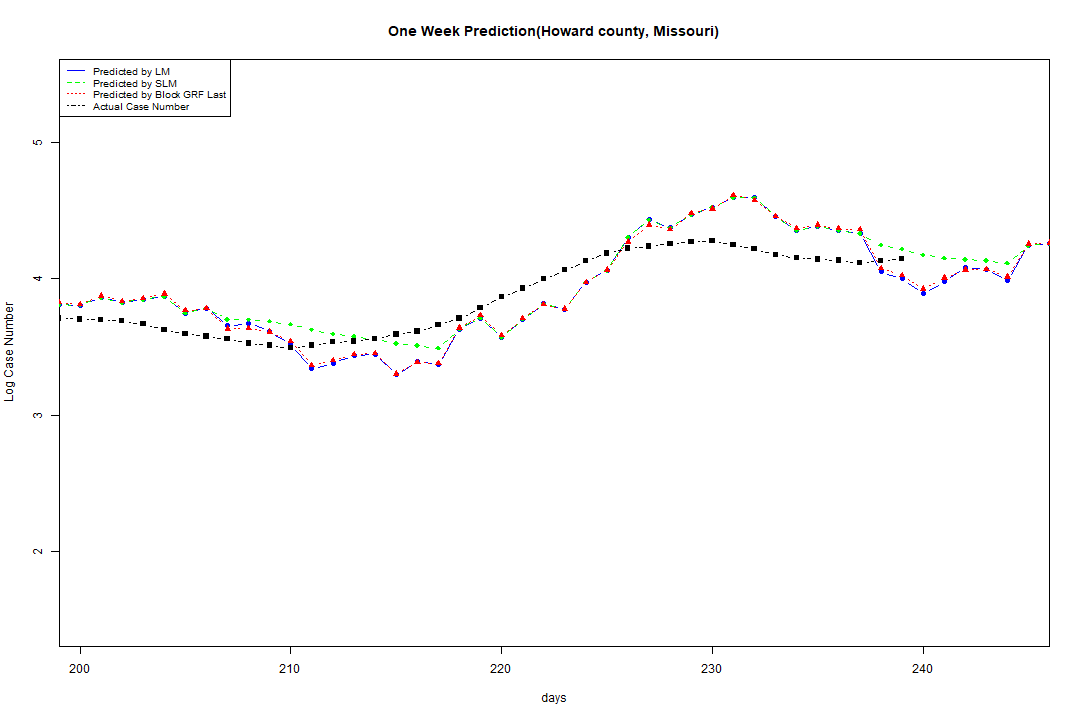 One Week Prediction(Howard county, Missouri)
Predicted by LM
Predicted by SLM
Predicted by Block GRF Last
Actual Case Number
5
4
3
2
Log Case Number
200 210 220 230 240
days